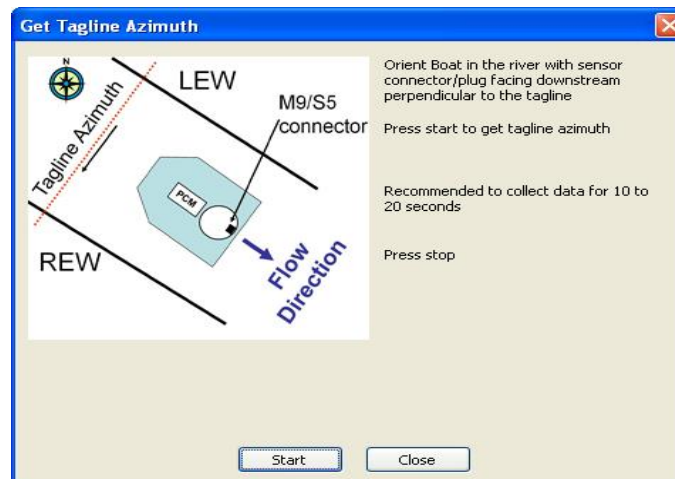 Get Tagline Azimuth
N
LEW
M9/S5
connector
Tagline Azimuth
PCM
REW
Flow
Direction
Orient Boat in the river with sensor
connector/plug facing downstream
perpendicular to the tagline
Press start to get tagline azimuth
Recommended to collect data for 10 to
20 seconds
Press stop
Start
Close